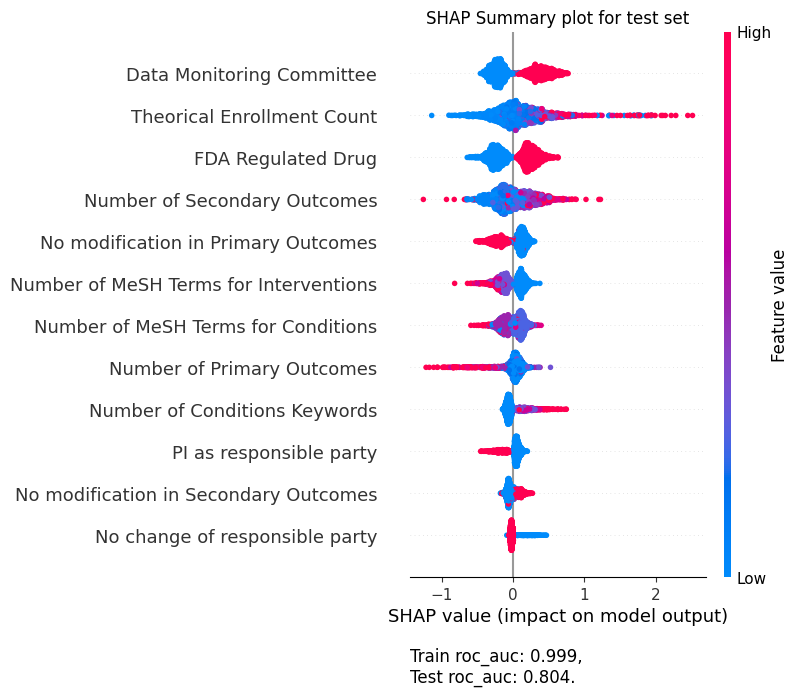 SHAP Summary plot for test set
High
Data Monitoring Committee
Theorical Enrollment Count
FDA Regulated Drug
Number of Secondary Outcomes
No modification in Primary Outcomes
Number of MeSH Terms for Interventions
Number of MeSH Terms for Conditions
Number of Primary Outcomes
Number of Conditions Keywords
PI as responsible party
No modification in Secondary Outcomes
No change of responsible party
Feature value
Low
−1 0 1 2
SHAP value (impact on model output)
Train roc_auc: 0.999,
Test roc_auc: 0.804.